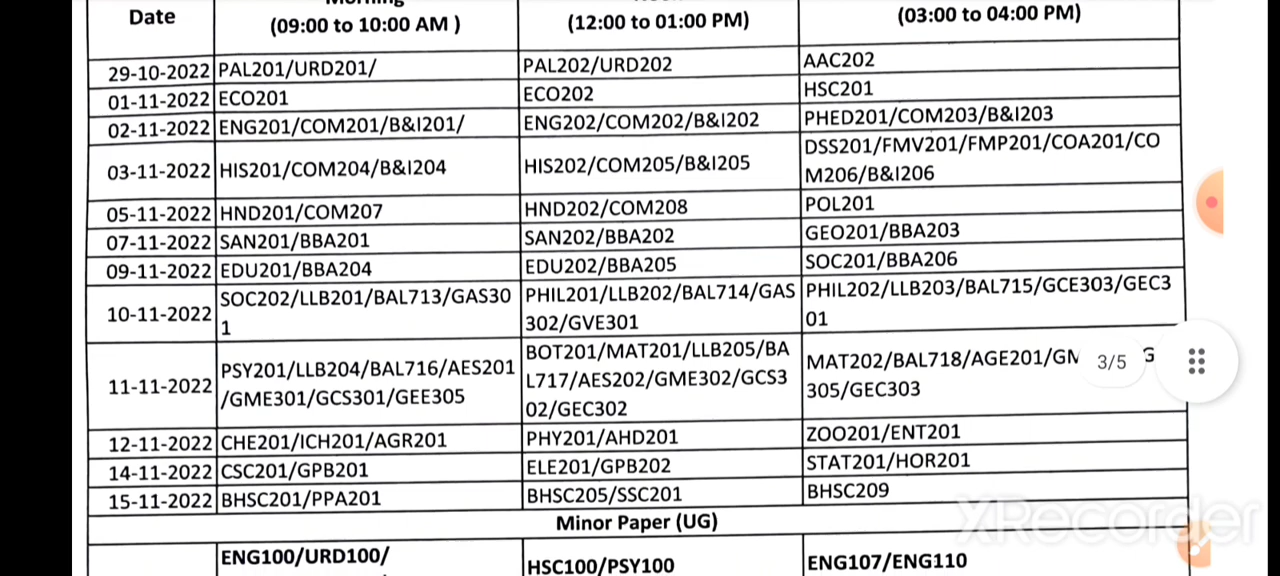 Date
(09:00 to 10:00 AM )
(12:00 to 01:00 PM)
(03:00 to 04:00 PM)
29-10-2022 PAL201/URD201/ PAL202/URD202 AAC202
01-11-2022 ECO201 ECO202 HSC201
02-11-2022 ENG201/COM201/B&I201/ ENG202/COM202/B&I202 PHED201/COM203/B&I203
03-11-2022 HIS201/COM204/B&I204 HIS202/COM205/B&I205 DSS201/FMV201/FMP201/COA201/CO
M206/B&I206
05-11-2022 HND201/COM207 HND202/COM208 POL201
07-11-2022 SAN201/BBA201 SAN202/BBA202 GEO201/BBA203
09-11-2022 EDU201/BBA204 EDU202/BBA205 SOC201/BBA206
10-11-2022 SOC202/LLB201/BAL713/GAS30
1
PHIL201/LLB202/BAL714/GAS
302/GVE301
PHIL202/LLB203/BAL715/GCE303/GEC3
01
11-11-2022 PSY201/LLB204/BAL716/AES201
/GME301/GCS301/GEE305
BOT201/MAT201/LLB205/BA
L717/AES202/GME302/GCS3
02/GEC302
MAT202/BAL718/AGE201/
305/GEC303
3/5
12-11-2022 CHE201/ICH201/AGR201 PHY201/AHD201 ZOO201/ENT201
14-11-2022 CSC201/GPB201 ELE201/GPB202 STAT201/HOR201
15-11-2022 BHSC201/PPA201 BHSC205/SSC201 BHSC209
Minor Paper (UG)
ENG100/URD100/ HSC100/PSY100 ENG107/ENG110
XRecorder